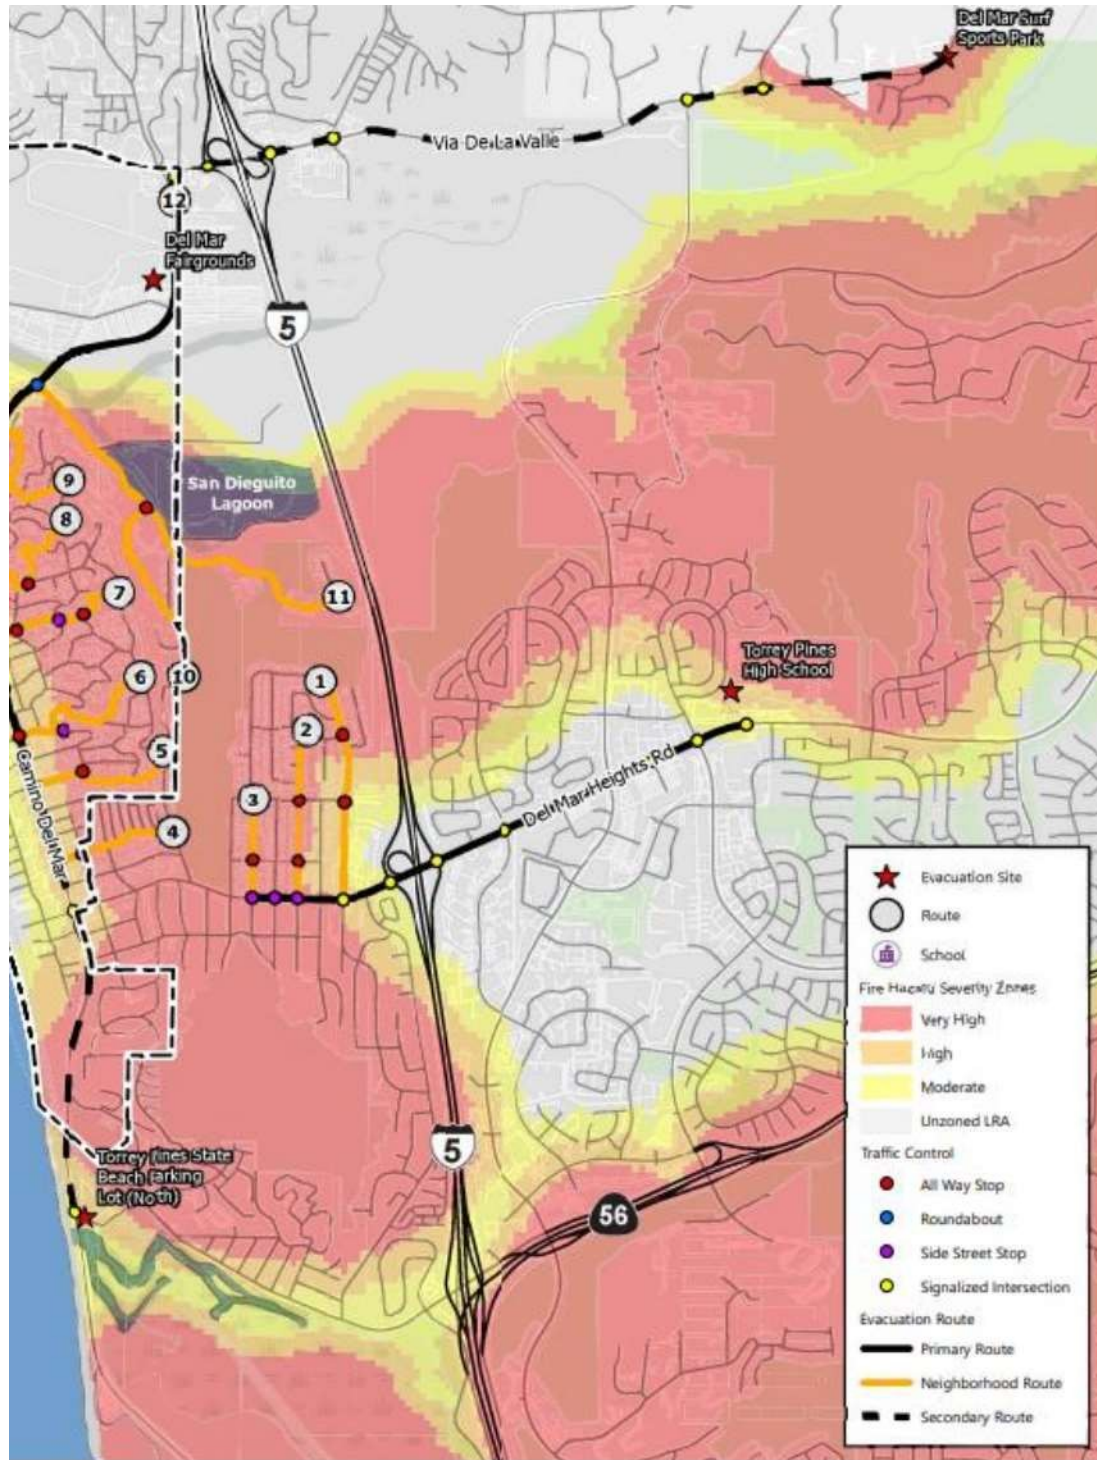 Del Mar Surf
Sports Park
Via De La Valle
12
Del Mar
Fairgrounds
5
9
San Dieguito
Lagoon
8
7
11
Torrey Pines
High School
6
10
1
2
5
3
Del Mar Heights Rd
Camino Del Mar
4
Evacuation Site
Route
School
Fire Hazard Severity Zones
Very High
High
Moderate
Unzoned LRA
Traffic Control
All Way Stop
Roundabout
Side Street Stop
Signalized Intersection
Evacuation Route
Primary Route
Neighborhood Route
Secondary Route
5
Torrey Pines State
Beach Parking
Lot (North)
56